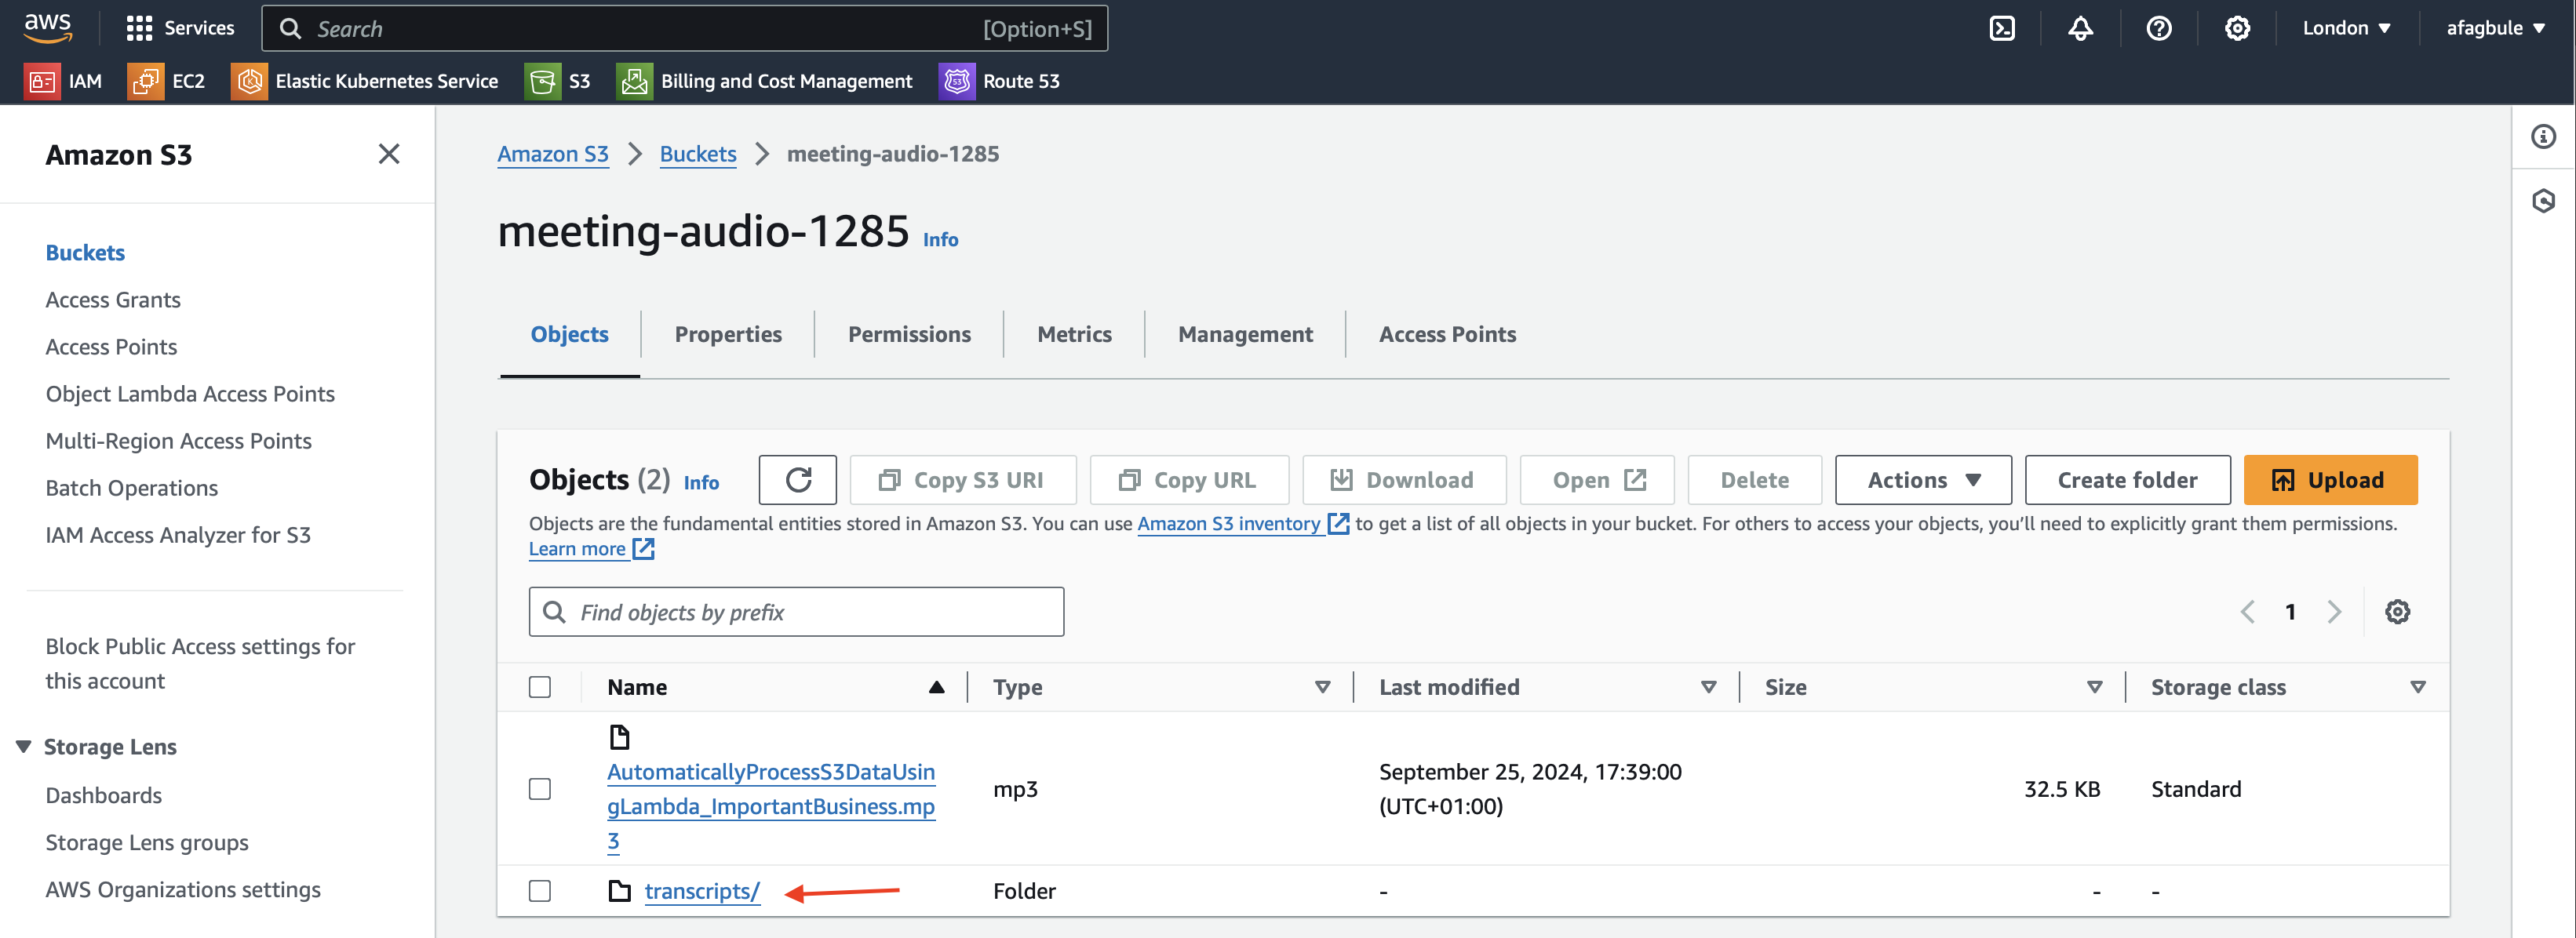 aws
Services
Search
[Option+S]
London
afagbule
IAM
EC2
Elastic Kubernetes Service
S3
Billing and Cost Management
53
Route 53
Amazon S3
Buckets
Access Grants
Access Points
Object Lambda Access Points
Multi-Region Access Points
Batch Operations
IAM Access Analyzer for S3
Block Public Access settings for
this account
Storage Lens
Dashboards
Storage Lens groups
AWS Organizations settings
Amazon S3 > Buckets > meeting-audio-1285
meeting-audio-1285 Info
Objects
Properties
Permissions
Metrics
Management
Access Points
Objects (2) Info
Copy S3 URI
Copy URL
Download
Open
Delete
Actions
Create folder
Upload
Objects are the fundamental entities stored in Amazon S3. You can use Amazon S3 inventory to get a list of all objects in your bucket. For others to access your objects, you’ll need to explicitly grant them permissions.
Learn more
Find objects by prefix
1
Name
Type
Last modified
Size
Storage class
AutomaticallyProcessS3DataUsin
gLambda_ImportantBusiness.mp
3
mp3
September 25, 2024, 17:39:00
(UTC+01:00)
32.5 KB
Standard
transcripts/
Folder
-
-
-